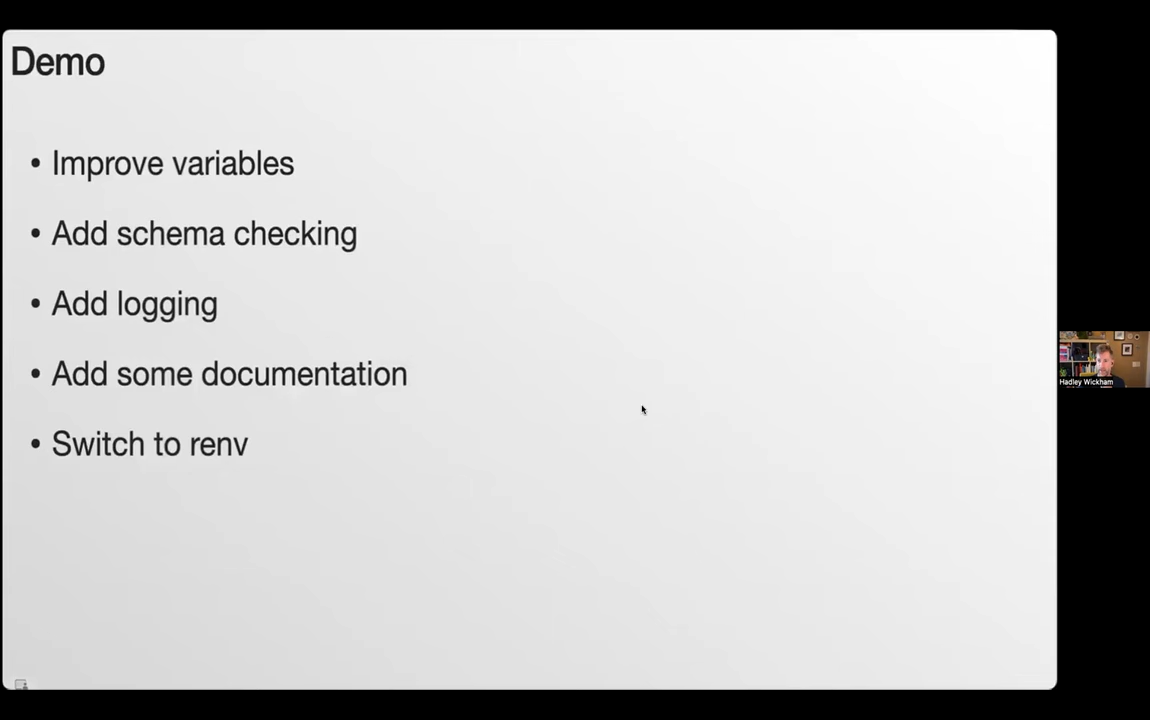 Demo
• Improve variables
• Add schema checking
• Add logging
• Add some documentation
• Switch to renv
Hadley Wickham